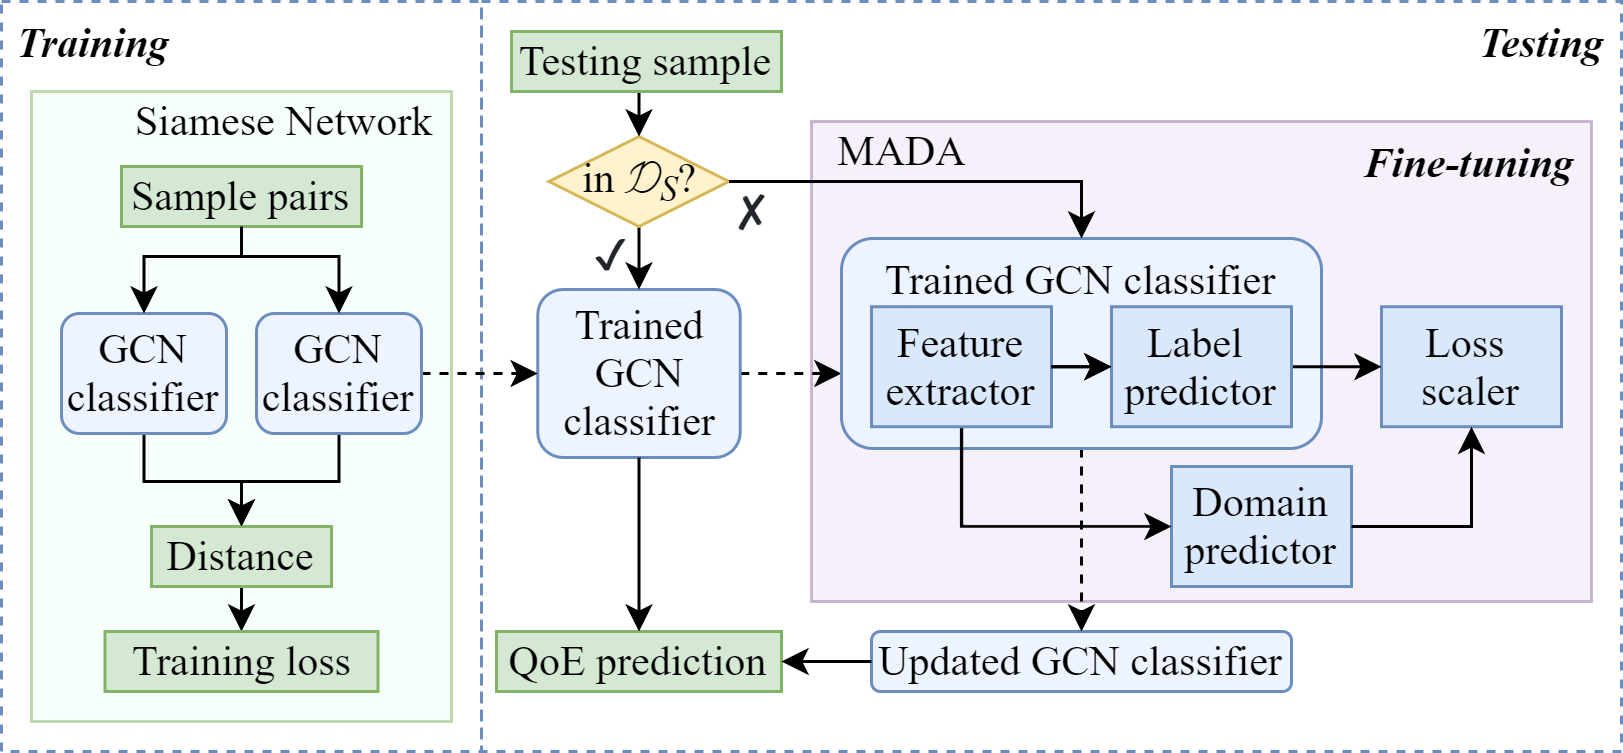 Training
Siamese Network
Sample pairs
GCN
classifier
GCN
classifier
Distance
Training loss
Testing
Testing sample
in 𝒟S?
✗
✓
Trained
GCN
classifier
QoE prediction
MADA
Fine-tuning
Trained GCN classifier
Feature
extractor
Label
predictor
Loss
scaler
Domain
predictor
Updated GCN classifier